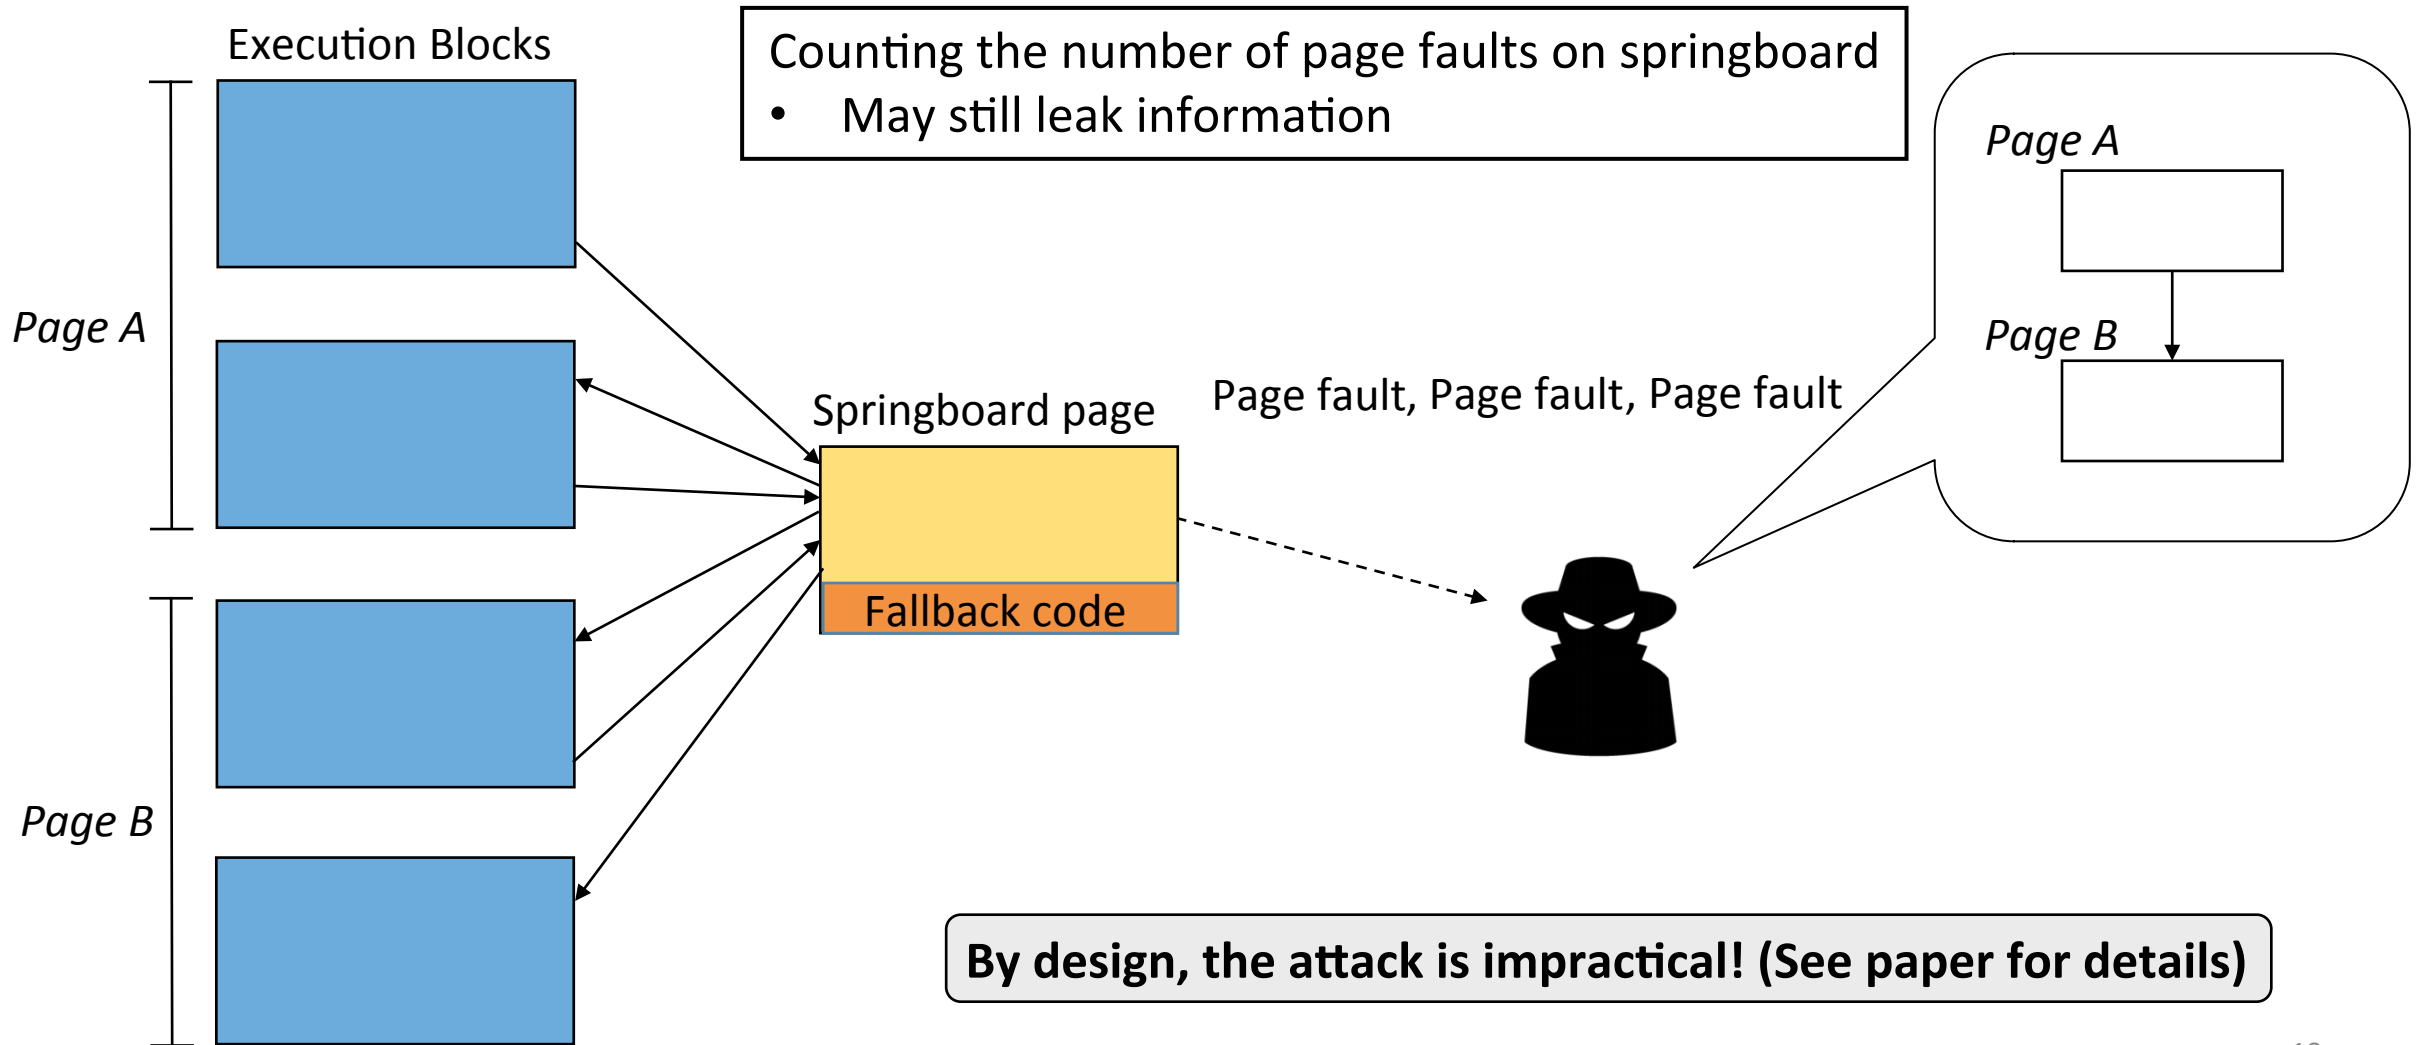 Execution Blocks
Counting the number of page faults on springboard
• May still leak information
Page A
Page A
Page B
Springboard page
Page fault, Page fault, Page fault
Fallback code
Page B
By design, the attack is impractical! (See paper for details)